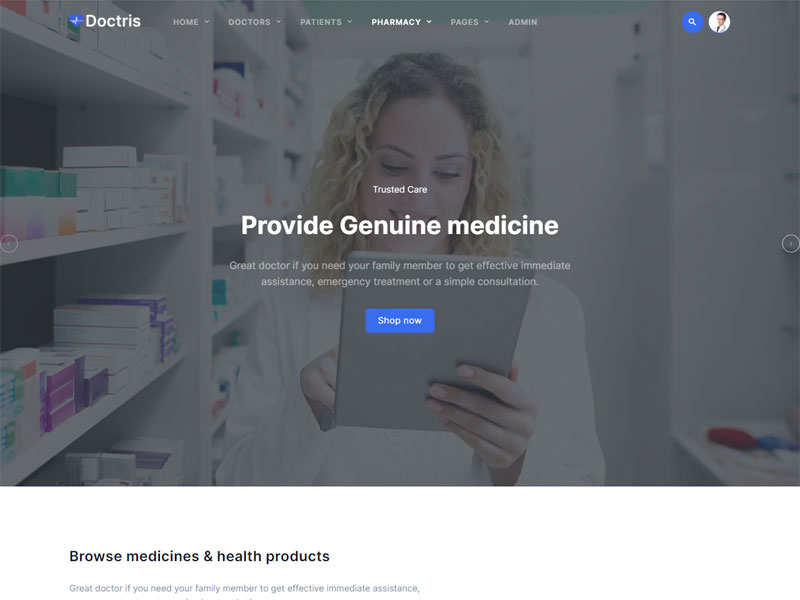 Doctris
HOME
DOCTORS
PATIENTS
PHARMACY
PAGES
ADMIN
Trusted Care
Provide Genuine medicine
Great doctor if you need your family member to get effective immediate
assistance, emergency treatment or a simple consultation.
Shop now
Browse medicines & health products
Great doctor if you need your family member to get effective immediate assistance,